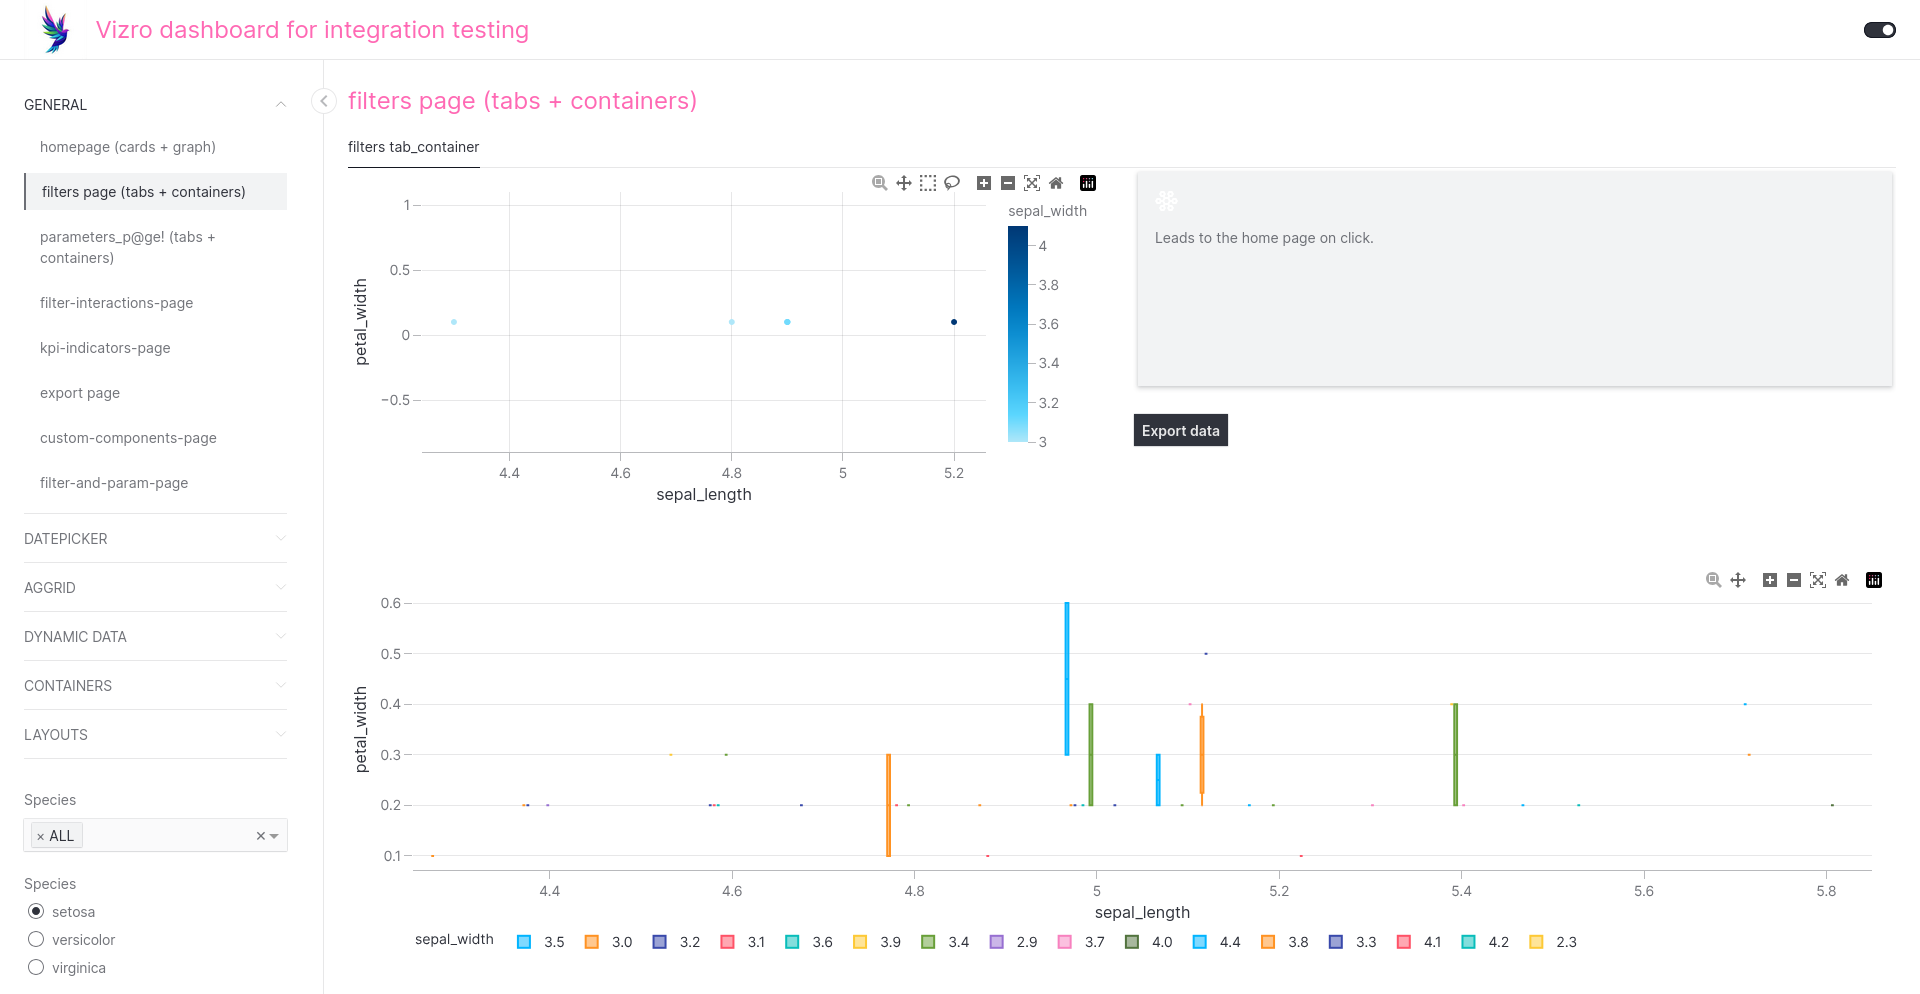 Vizro dashboard for integration testing
GENERAL
homepage (cards + graph)
filters page (tabs + containers)
parameters_p@ge! (tabs +
containers)
filter-interactions-page
kpi-indicators-page
export page
custom-components-page
filter-and-param-page
DATEPICKER
AGGRID
DYNAMIC DATA
CONTAINERS
LAYOUTS
Species
× ALL
Species
setosa
versicolor
virginica
filters page (tabs + containers)
filters tab_container
1
0.5
0
−0.5
petal_width
4.4 4.6 4.8 5 5.2
sepal_length
sepal_width
4
3.8
3.6
3.4
3.2
3
Leads to the home page on click.
Export data
0.6
0.5
0.4
0.3
0.2
0.1
petal_width
4.4 4.6 4.8 5 5.2 5.4 5.6 5.8
sepal_length
sepal_width 3.5 3.0 3.2 3.1 3.6 3.9 3.4 2.9 3.7 4.0 4.4 3.8 3.3 4.1 4.2 2.3